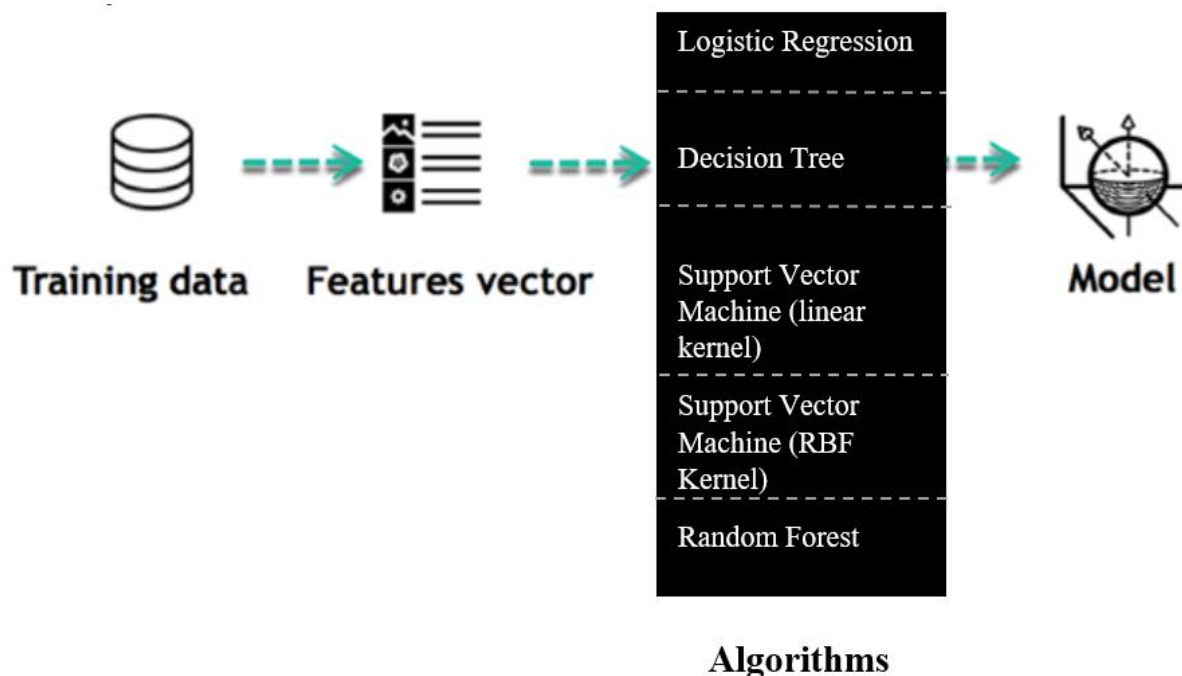 Training data
Features vector
Logistic Regression
Decision Tree
Support Vector
Machine (linear
kernel)
Support Vector
Machine (RBF
Kernel)
Random Forest
Algorithms
Model